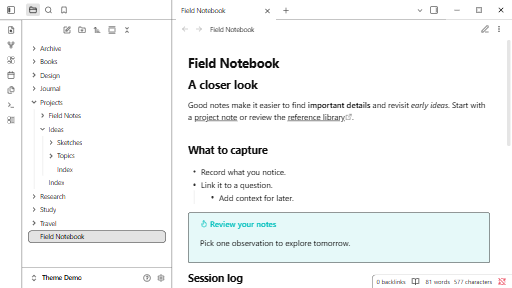 Field Notebook
Field Notebook
Archive
Books
Design
Journal
Projects
Field Notes
Ideas
Sketches
Topics
Index
Index
Research
Study
Travel
Field Notebook
Theme Demo
Field Notebook
A closer look
Good notes make it easier to find important details and revisit early ideas. Start with
a project note or review the reference library.
What to capture
• Record what you notice.
• Link it to a question.
• Add context for later.
Review your notes
Pick one observation to explore tomorrow.
Session log
0 backlinks 81 words 577 characters